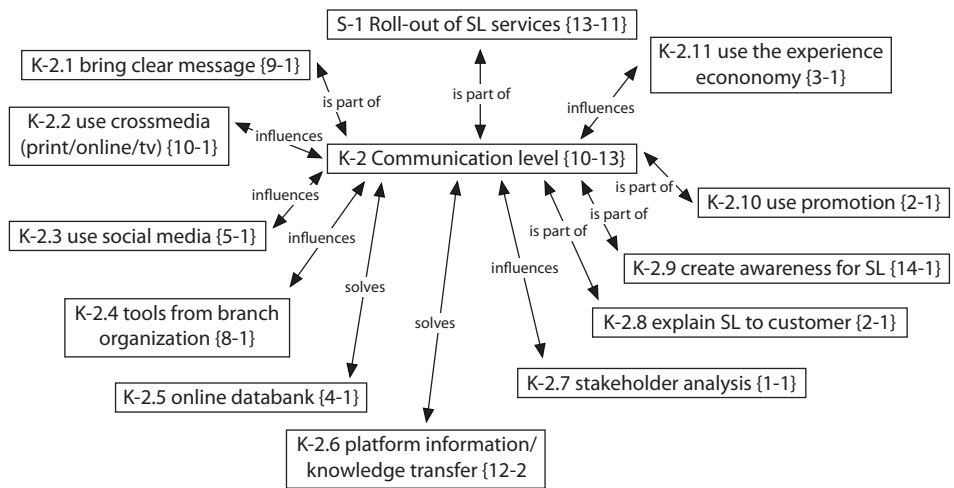 S-1 Roll-out of SL services {13-11}
K-2.1 bring clear message {9-1}
K-2.11 use the experience
econonomy {3-1}
is part of
is part of
influences
K-2.2 use crossmedia
(print/online/tv) {10-1}
influences
K-2 Communication level {10-13}
influences
is part of
K-2.10 use promotion {2-1}
K-2.3 use social media {5-1}
influences
is part of
is part of
influences
K-2.9 create awareness for SL {14-1}
solves
K-2.4 tools from branch
organization {8-1}
solves
K-2.8 explain SL to customer {2-1}
K-2.5 online databank {4-1}
K-2.7 stakeholder analysis {1-1}
K-2.6 platform information/
knowledge transfer {12-2